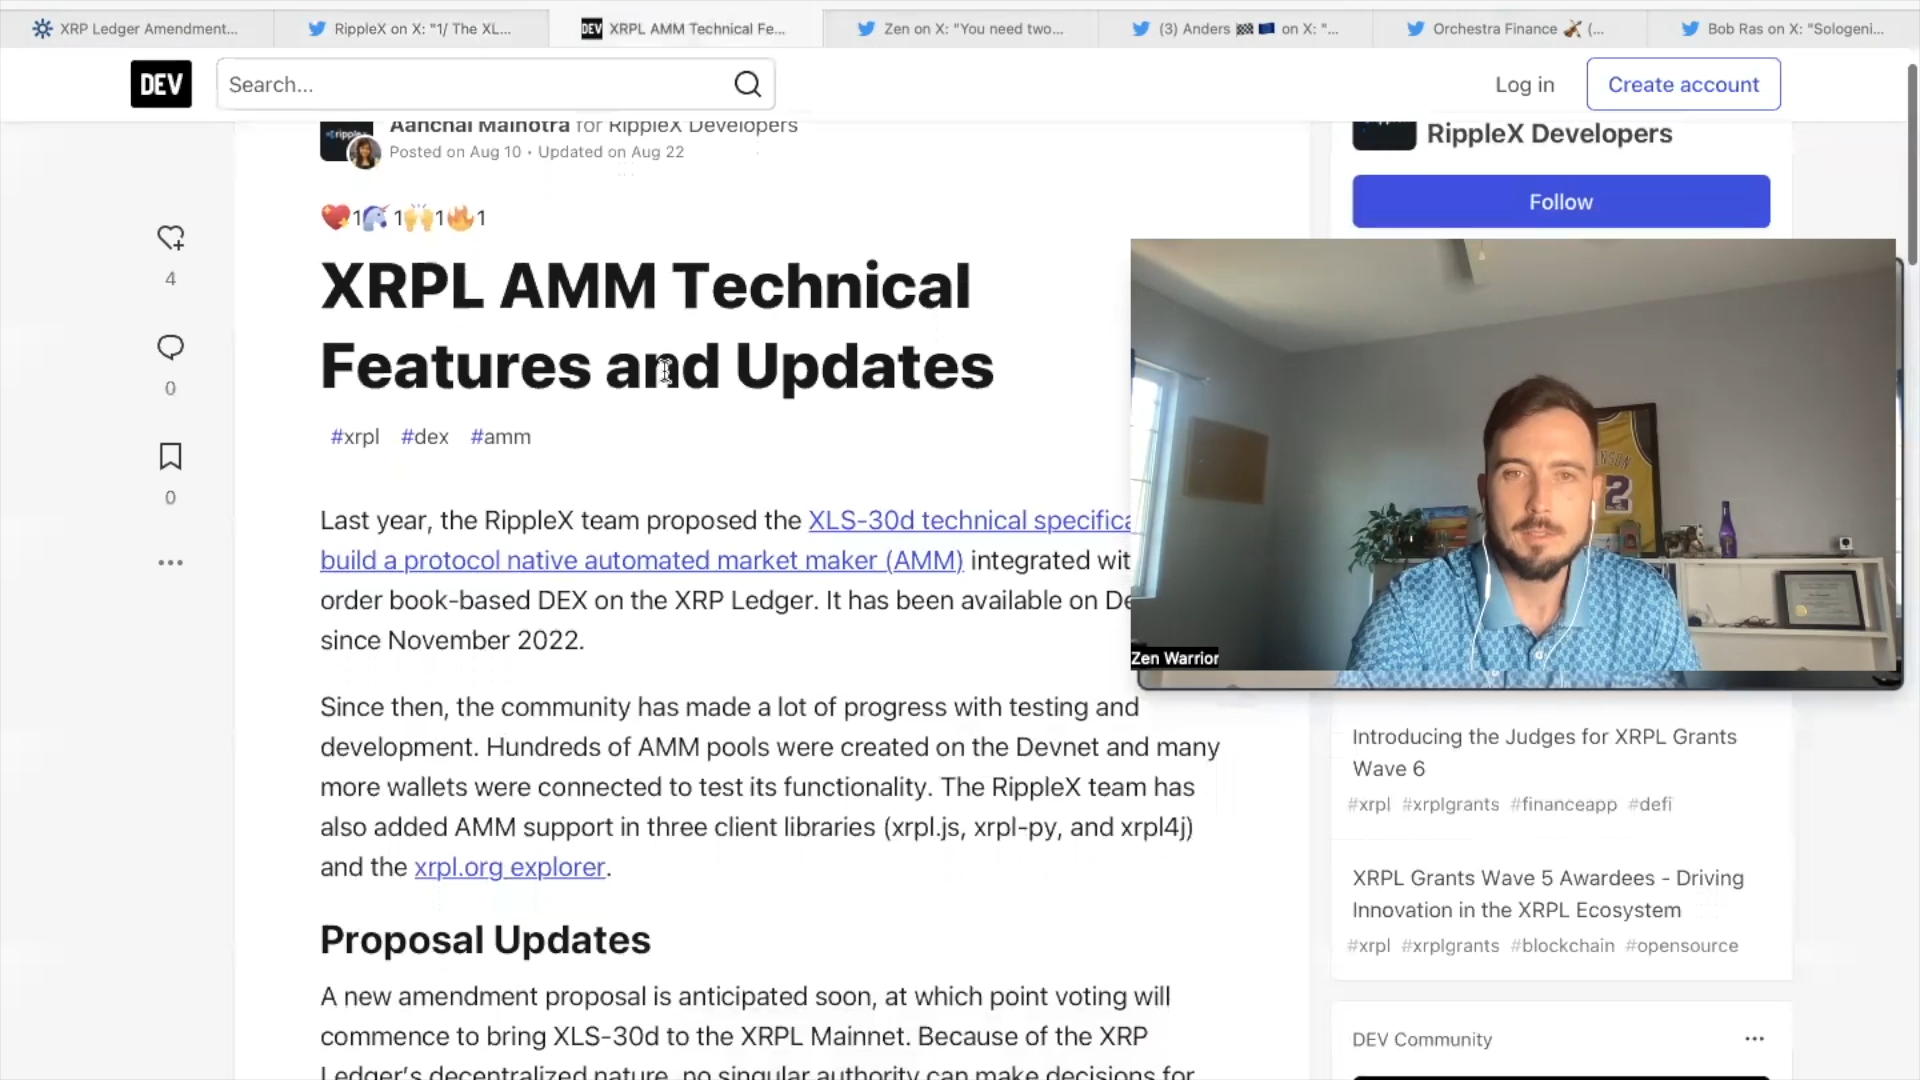 XRP Ledger Amendment...
RippleX on X: "1/ The XL...
DEV XRPL AMM Technical Fe...
Zen on X: "You need two...
(3) Anders 🏁 🇪🇺 on X: "...
Orchestra Finance 🎻 (...
Bob Ras on X: "Sologeni...
DEV
Search...
Log in
Create account
Aanchal Malhotra for RippleX Developers
Posted on Aug 10 • Updated on Aug 22
💖1🦄1🙌1🔥1
XRPL AMM Technical
Features and Updates
#xrpl #dex #amm
4
0
0
Last year, the RippleX team proposed the XLS-30d technical specifica
build a protocol native automated market maker (AMM) integrated wit
order book-based DEX on the XRP Ledger. It has been available on De
since November 2022.
Since then, the community has made a lot of progress with testing and
development. Hundreds of AMM pools were created on the Devnet and many
more wallets were connected to test its functionality. The RippleX team has
also added AMM support in three client libraries (xrpl.js, xrpl-py, and xrpl4j)
and the xrpl.org explorer.
Proposal Updates
A new amendment proposal is anticipated soon, at which point voting will
commence to bring XLS-30d to the XRPL Mainnet. Because of the XRP
Ledger's decentralized nature, no singular authority can make decisions for
RippleX Developers
Follow
Zen Warrior
Introducing the Judges for XRPL Grants
Wave 6
#xrpl #xrplgrants #financeapp #defi
XRPL Grants Wave 5 Awardees - Driving
Innovation in the XRPL Ecosystem
#xrpl #xrplgrants #blockchain #opensource
DEV Community